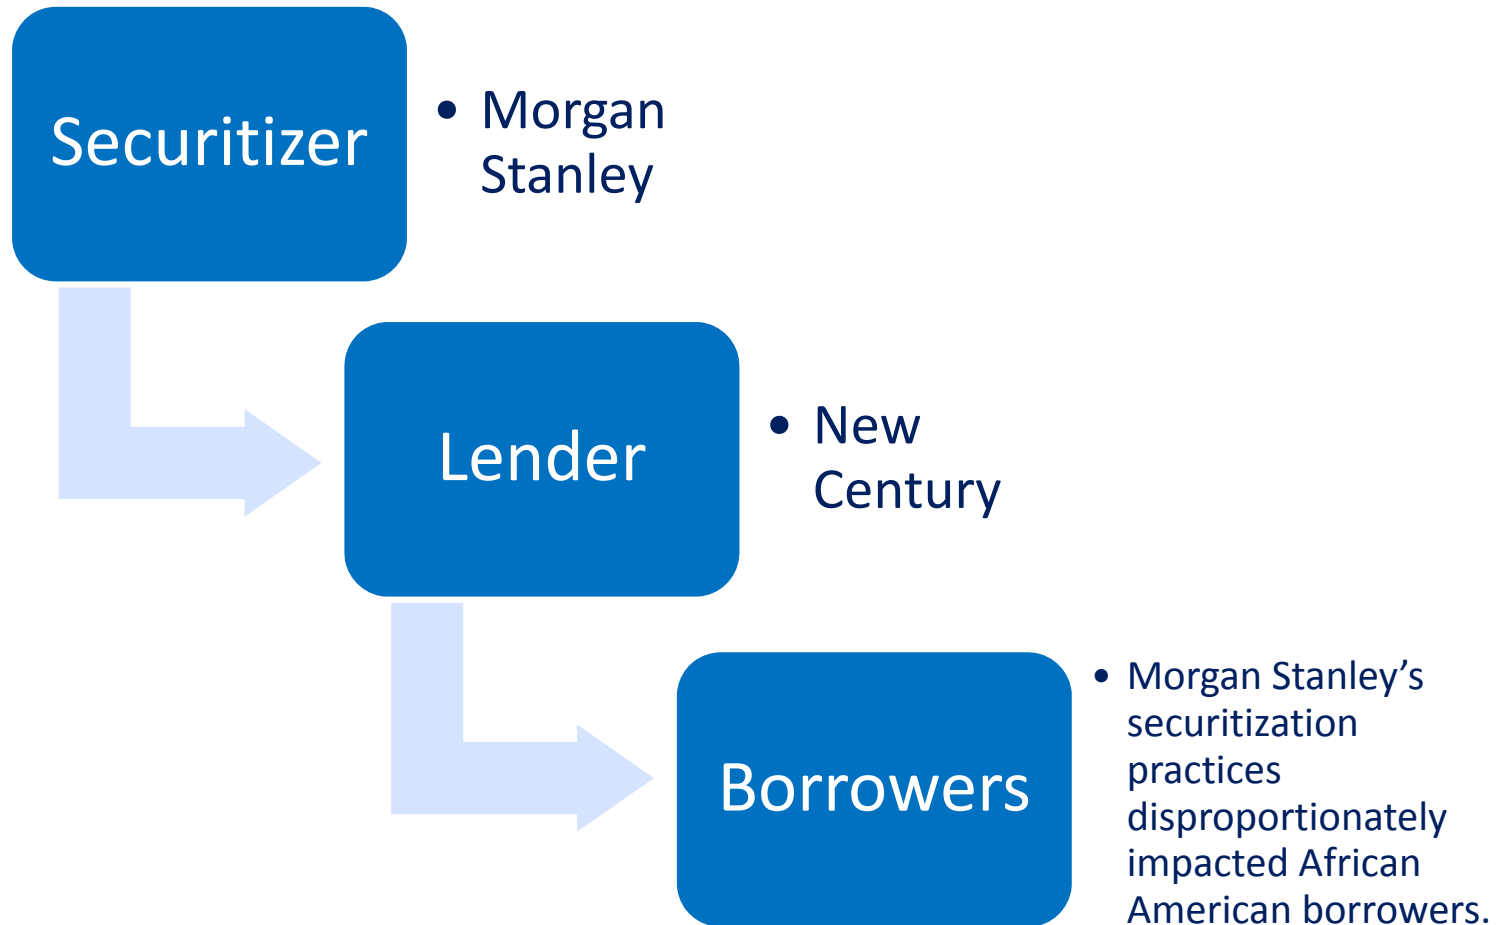 Securitizer
• Morgan
Stanley
Lender
• New
Century
Borrowers
• Morgan Stanley’s
securitization
practices
disproportionately
impacted African
American borrowers.